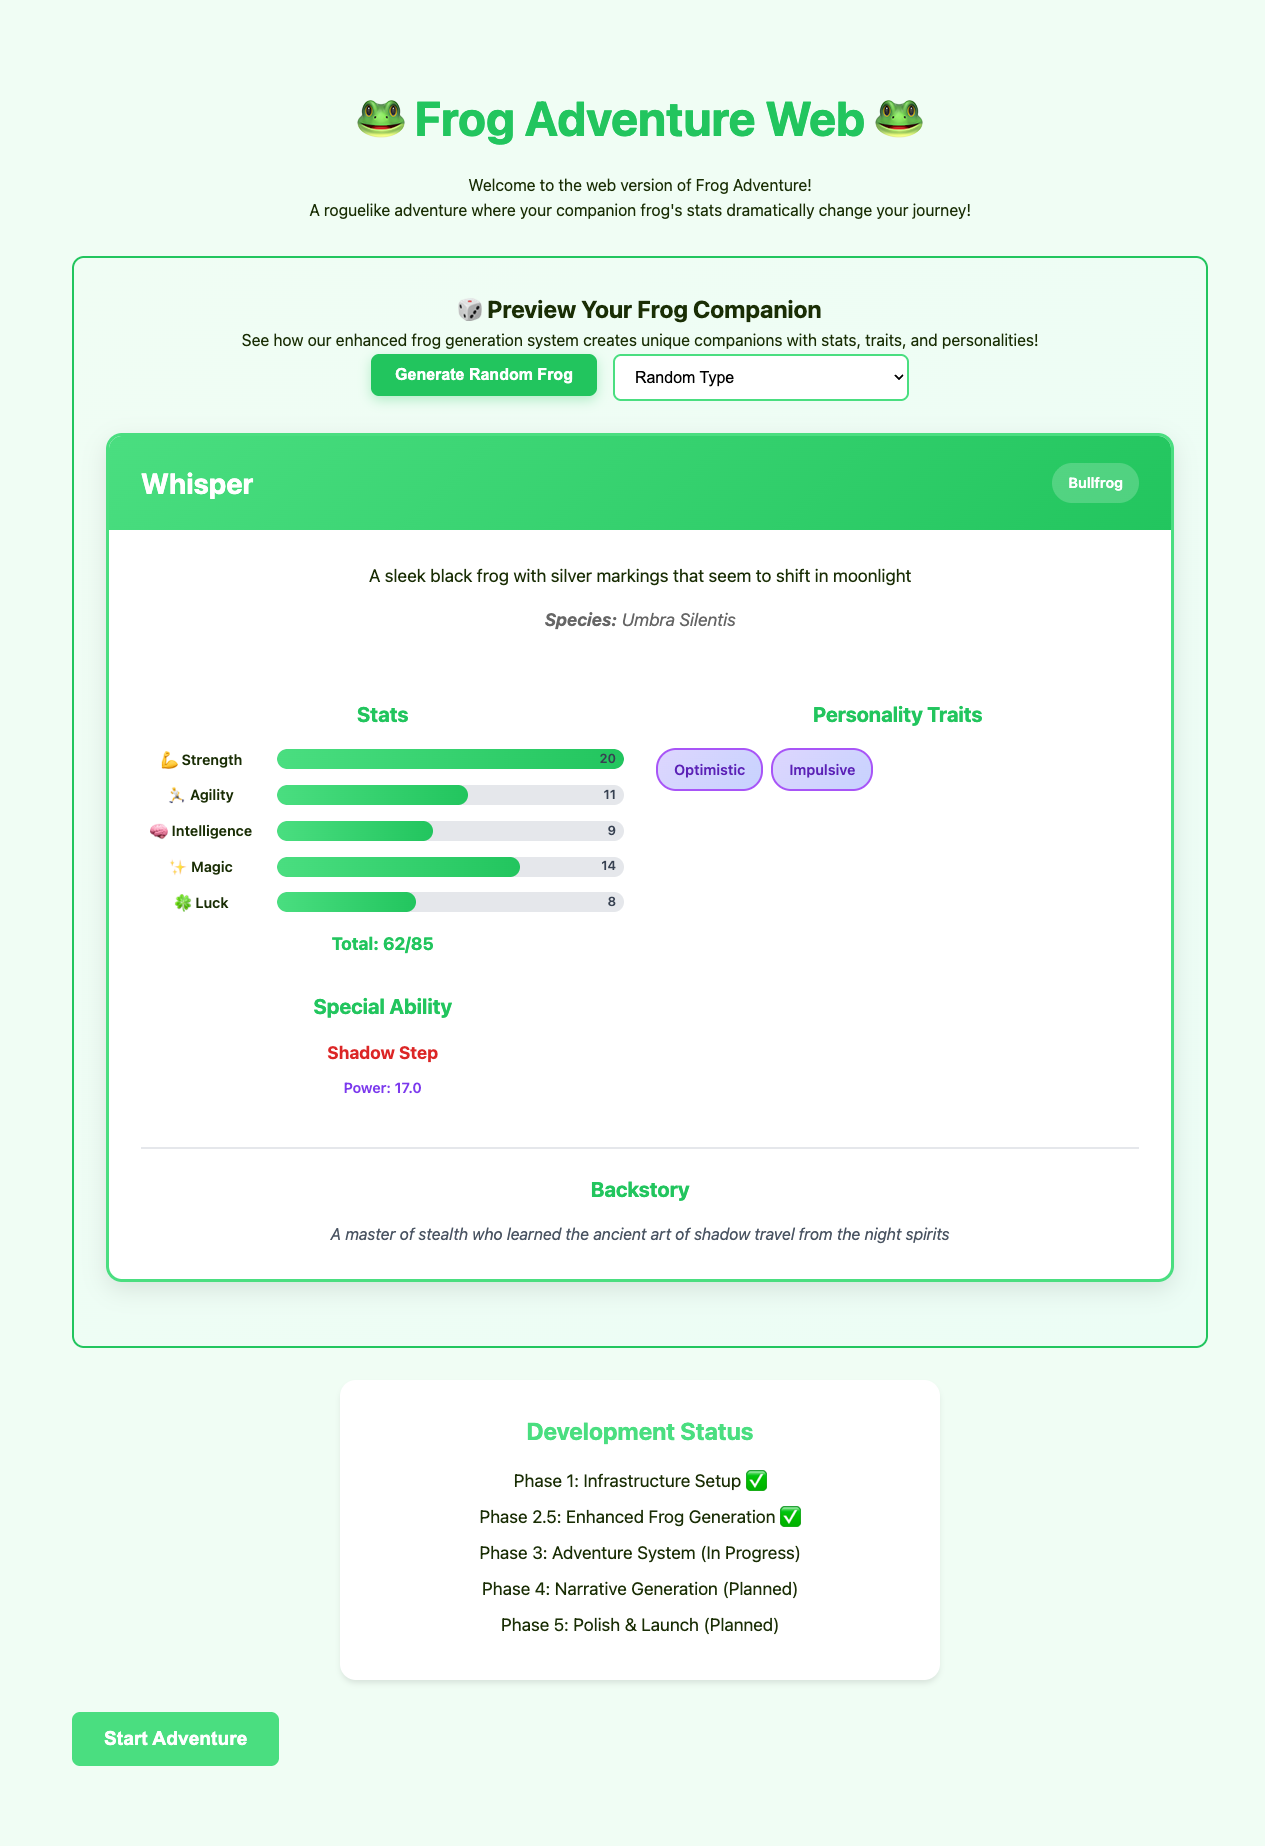 🐸 Frog Adventure Web 🐸
Welcome to the web version of Frog Adventure!
A roguelike adventure where your companion frog's stats dramatically change your journey!
🎲 Preview Your Frog Companion
See how our enhanced frog generation system creates unique companions with stats, traits, and personalities!
Generate Random Frog
Random Type
Whisper
Bullfrog
A sleek black frog with silver markings that seem to shift in moonlight
Species: Umbra Silentis
Stats
💪 Strength 20
🏃 Agility 11
🧠 Intelligence 9
✨ Magic 14
🍀 Luck 8
Total: 62/85
Personality Traits
Optimistic
Impulsive
Special Ability
Shadow Step
Power: 17.0
Backstory
A master of stealth who learned the ancient art of shadow travel from the night spirits
Development Status
Phase 1: Infrastructure Setup ✅
Phase 2.5: Enhanced Frog Generation ✅
Phase 3: Adventure System (In Progress)
Phase 4: Narrative Generation (Planned)
Phase 5: Polish & Launch (Planned)
Start Adventure